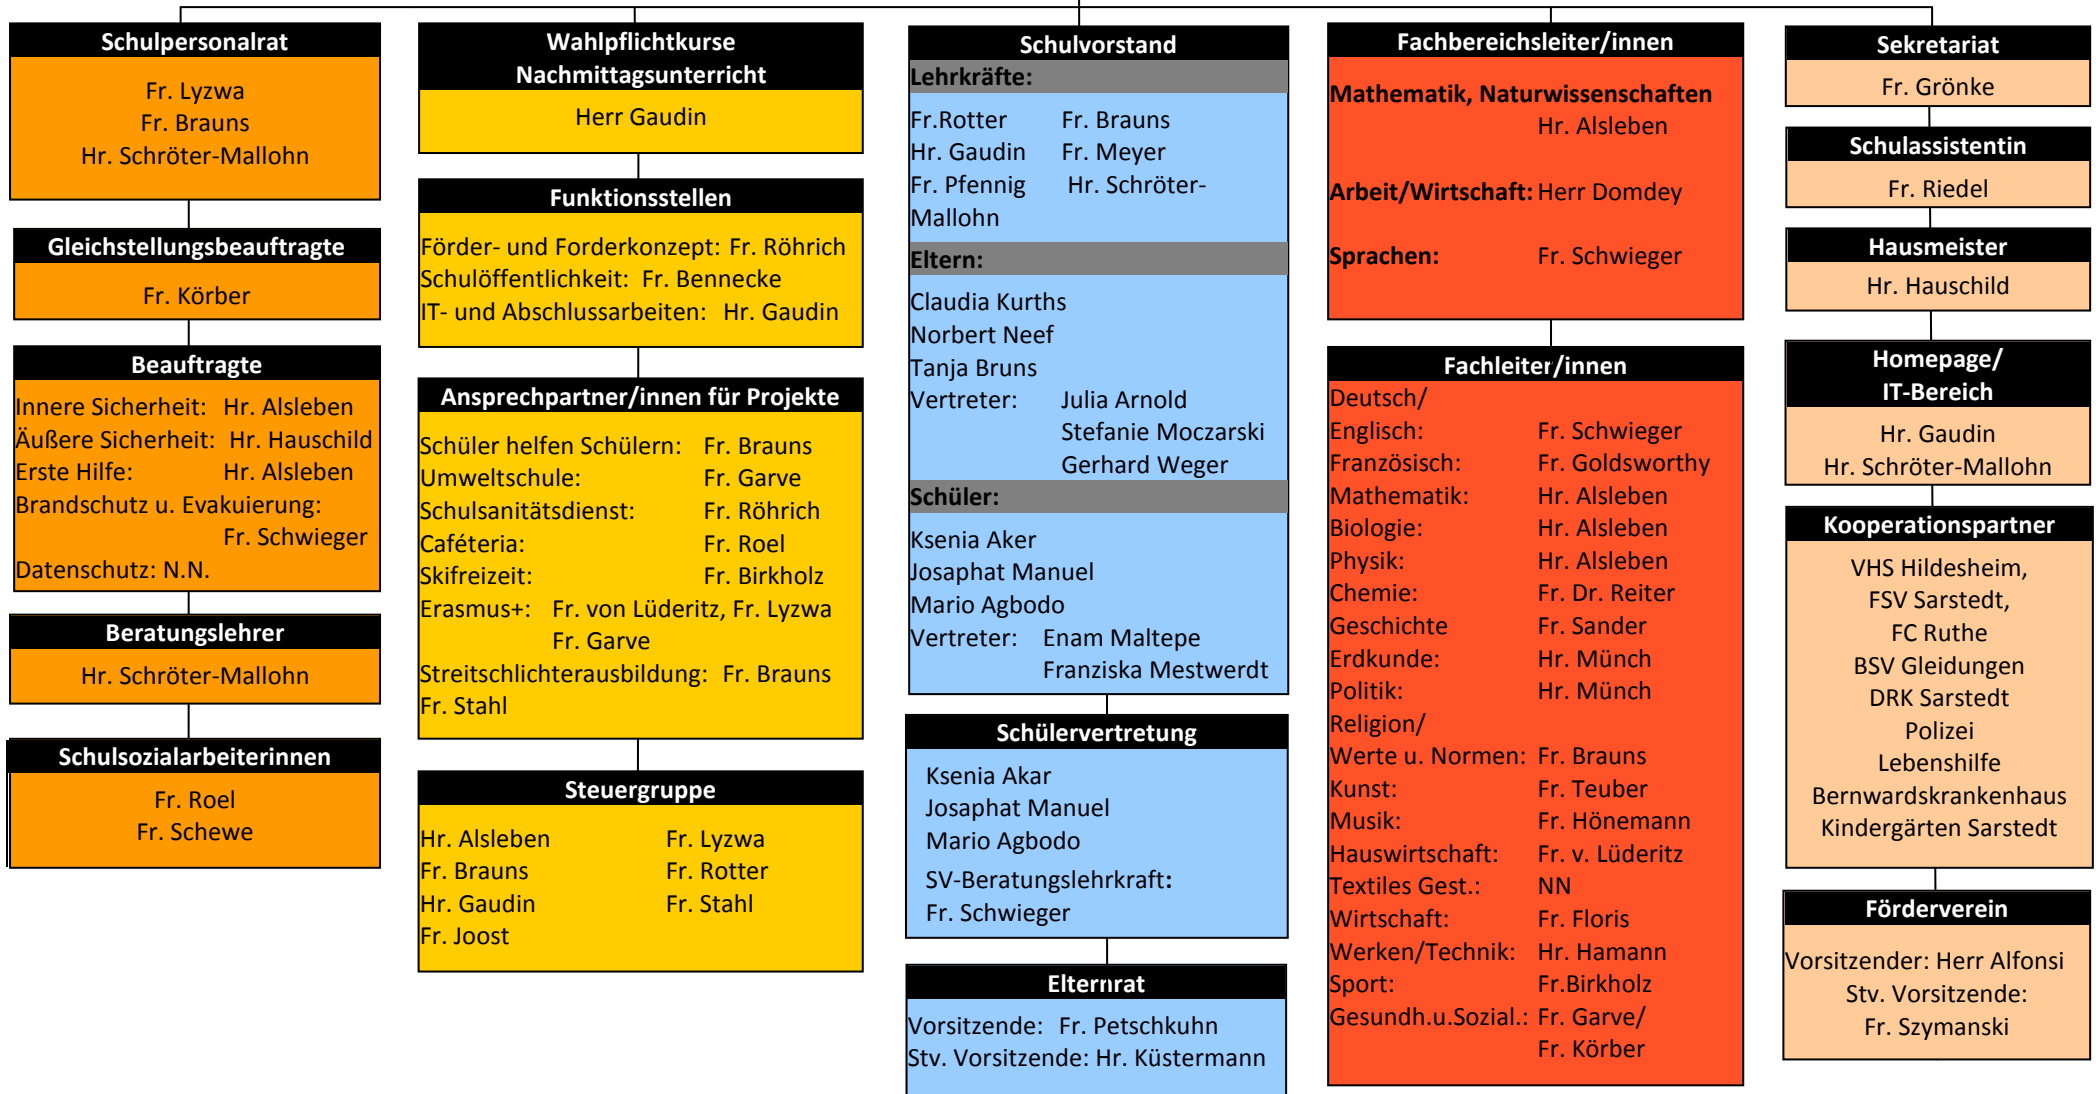 Schulpersonalrat
Fr. Lyzwa
Fr. Brauns
Hr. Schröter-Mallohn
Gleichstellungsbeauftragte
Fr. Körber
Beauftragte
Innere Sicherheit: Hr. Alsleben
Äußere Sicherheit: Hr. Hauschild
Erste Hilfe: Hr. Alsleben
Brandschutz u. Evakuierung:
Fr. Schwieger
Datenschutz: N.N.
Beratungslehrer
Hr. Schröter-Mallohn
Schulsozialarbeiterinnen
Fr. Roel
Fr. Schewe
Wahlpflichtkurse
Nachmittagsunterricht
Herr Gaudin
Funktionsstellen
Förder- und Forderkonzept: Fr. Röhrich
Schulöffentlichkeit: Fr. Bennecke
IT- und Abschlussarbeiten: Hr. Gaudin
Ansprechpartner/innen für Projekte
Schüler helfen Schülern: Fr. Brauns
Umweltschule: Fr. Garve
Schulsanitätsdienst: Fr. Röhrich
Caféteria: Fr. Roel
Skifreizeit: Fr. Birkholz
Erasmus+: Fr. von Lüderitz, Fr. Lyzwa
Fr. Garve
Streitschlichterausbildung: Fr. Brauns
Fr. Stahl
Steuergruppe
Hr. Alsleben Fr. Lyzwa
Fr. Brauns Fr. Rotter
Hr. Gaudin Fr. Stahl
Fr. Joost
Schulvorstand
Lehrkräfte:
Fr.Rotter Fr. Brauns
Hr. Gaudin Fr. Meyer
Fr. Pfennig Hr. Schröter-
Mallohn
Eltern:
Claudia Kurths
Norbert Neef
Tanja Bruns
Vertreter: Julia Arnold
Stefanie Moczarski
Gerhard Weger
Schüler:
Ksenia Aker
Josaphat Manuel
Mario Agbodo
Vertreter: Enam Maltepe
Franziska Mestwerdt
Schülervertretung
Ksenia Akar
Josaphat Manuel
Mario Agbodo
SV-Beratungslehrkraft:
Fr. Schwieger
Elternrat
Vorsitzende: Fr. Petschkuhn
Stv. Vorsitzende: Hr. Küstermann
Fachbereichsleiter/innen
Mathematik, Naturwissenschaften
Hr. Alsleben
Arbeit/Wirtschaft: Herr Domdey
Sprachen: Fr. Schwieger
Fachleiter/innen
Deutsch/
Englisch: Fr. Schwieger
Französisch: Fr. Goldsworthy
Mathematik: Hr. Alsleben
Biologie: Hr. Alsleben
Physik: Hr. Alsleben
Chemie: Fr. Dr. Reiter
Geschichte Fr. Sander
Erdkunde: Hr. Münch
Politik: Hr. Münch
Religion/
Werte u. Normen: Fr. Brauns
Kunst: Fr. Teuber
Musik: Fr. Hönemann
Hauswirtschaft: Fr. v. Lüderitz
Textiles Gest.: NN
Wirtschaft: Fr. Floris
Werken/Technik: Hr. Hamann
Sport: Fr.Birkholz
Gesundh.u.Sozial.: Fr. Garve/
Fr. Körber
Sekretariat
Fr. Grönke
Schulassistentin
Fr. Riedel
Hausmeister
Hr. Hauschild
Homepage/
IT-Bereich
Hr. Gaudin
Hr. Schröter-Mallohn
Kooperationspartner
VHS Hildesheim,
FSV Sarstedt,
FC Ruthe
BSV Gleidungen
DRK Sarstedt
Polizei
Lebenshilfe
Bernwardskrankenhaus
Kindergärten Sarstedt
Förderverein
Vorsitzender: Herr Alfonsi
Stv. Vorsitzende:
Fr. Szymanski